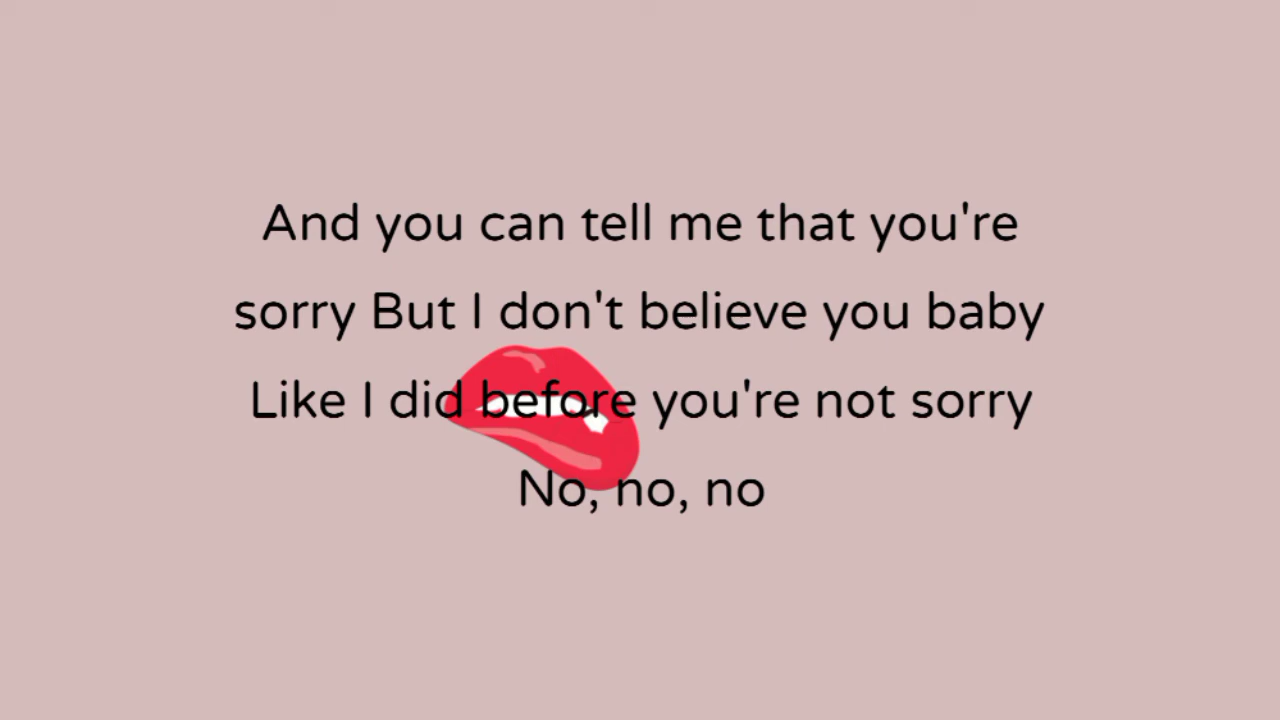 And you can tell me that you're
sorry But I don't believe you baby
Like I did before you're not sorry
No, no, no